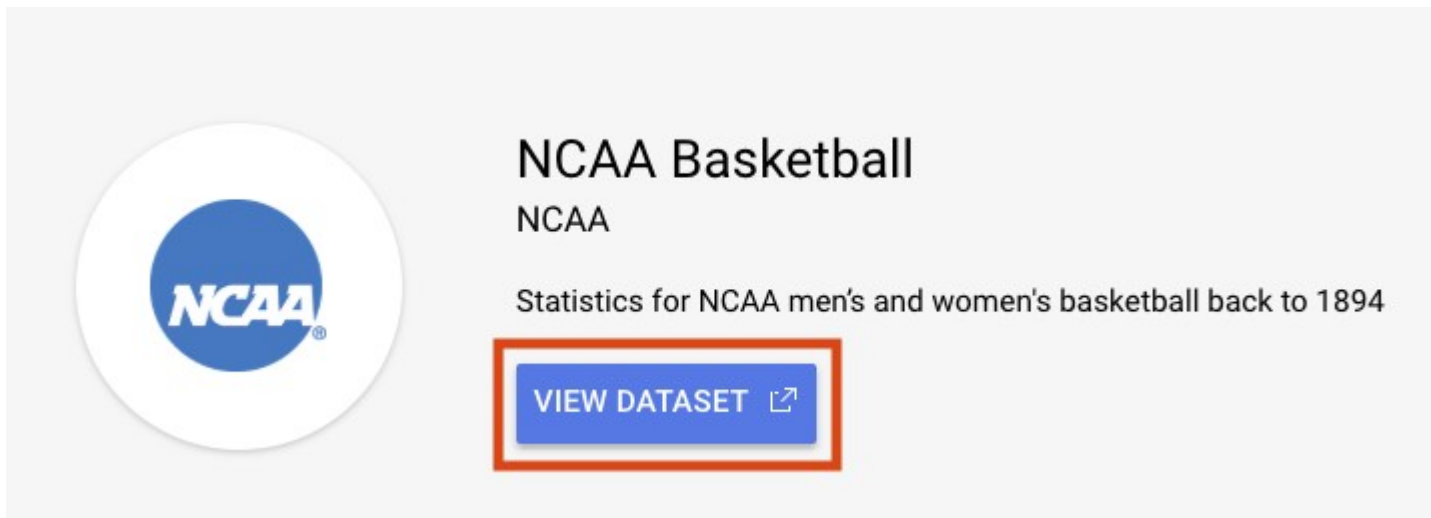 NCAA Basketball
NCAA
NCAA®
Statistics for NCAA men’s and women's basketball back to 1894
VIEW DATASET